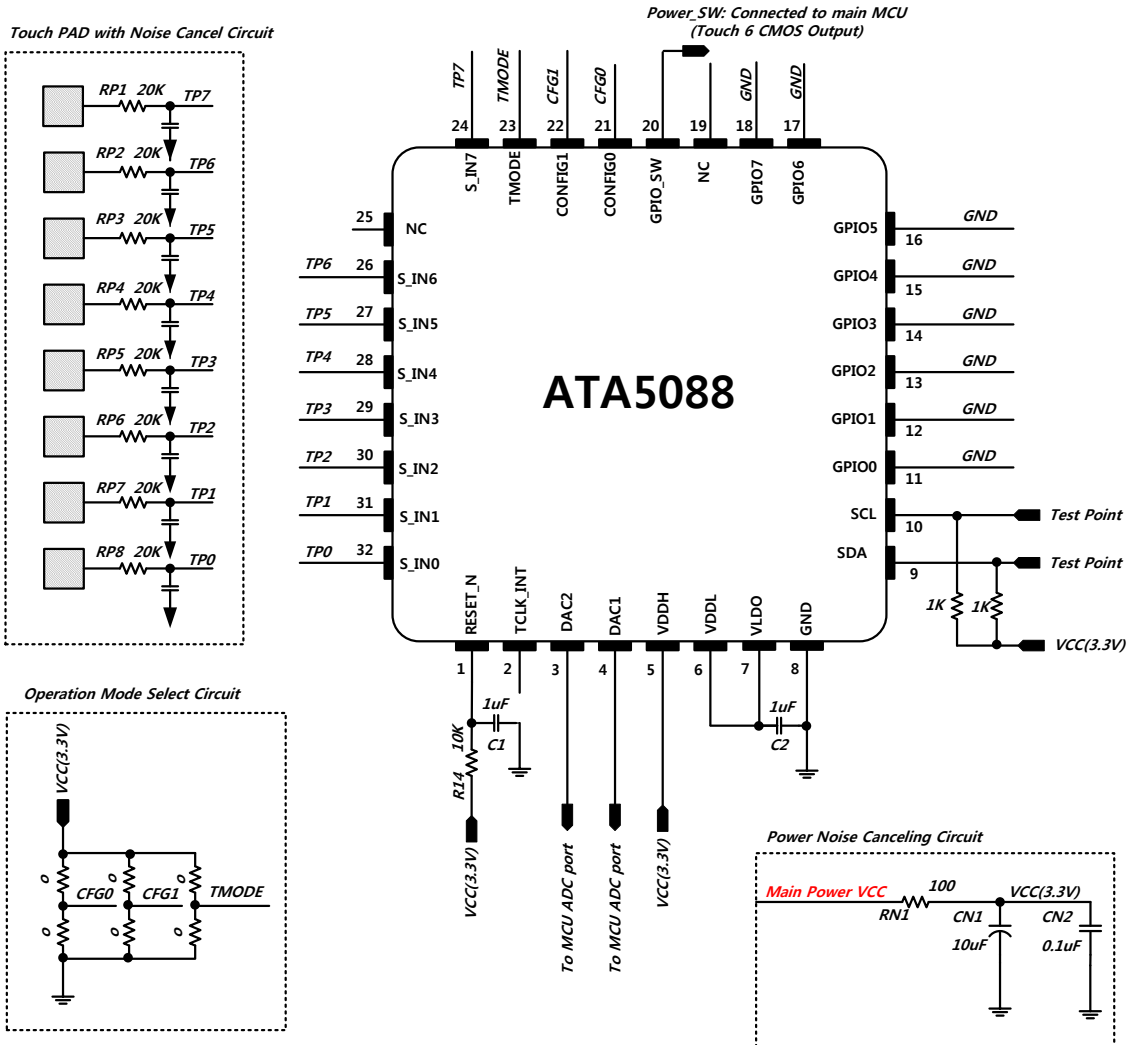 Touch PAD with Noise Cancel Circuit
RP1 20K TP7
RP2 20K TP6
RP3 20K TP5
RP4 20K TP4
RP5 20K TP3
RP6 20K TP2
RP7 20K TP1
RP8 20K TP0
Power_SW: Connected to main MCU
(Touch 6 CMOS Output)
TP7 TMODE CFG1 CFG0 GND GND
24 23 22 21 20 19 18 17
S_IN7 TMODE CONFIG1 CONFIG0 GPIO_SW NC GPIO7 GPIO6
25 NC
TP6 26 S_IN6
TP5 27 S_IN5
TP4 28 S_IN4
TP3 29 S_IN3
TP2 30 S_IN2
TP1 31 S_IN1
TP0 32 S_IN0
ATA5088
GPIO5 16 GND
GPIO4 15 GND
GPIO3 14 GND
GPIO2 13 GND
GPIO1 12 GND
GPIO0 11 GND
SCL 10 Test Point
SDA 9 Test Point
1K 1K
VCC(3.3V)
RESET_N TCLK_INT DAC2 DAC1 VDDH VDDL VLDO GND
1 2 3 4 5 6 7 8
1uF
C1
R14 10K
VCC(3.3V)
To MCU ADC port
To MCU ADC port
VCC(3.3V)
1uF
C2
Operation Mode Select Circuit
VCC(3.3V)
0 0 0
CFG0 CFG1 TMODE
0 0 0
Power Noise Canceling Circuit
Main Power VCC 100 VCC(3.3V)
RN1 CN1 CN2
10uF 0.1uF